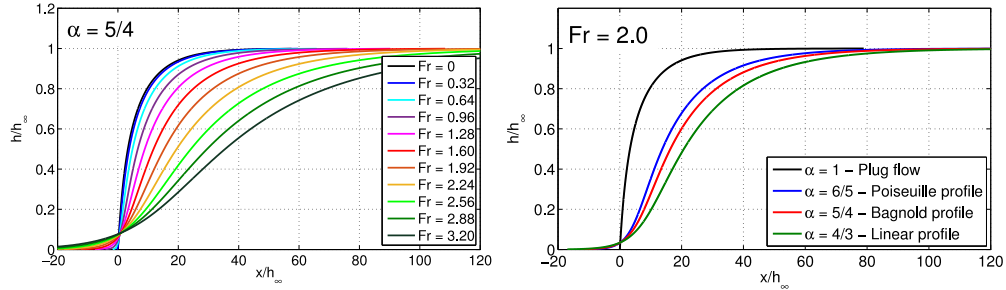 α = 5/4
h/h∞
1.2
1
0.8
0.6
0.4
0.2
0
−20
0
20
40
60
80
100
120
x/h∞
Fr = 0
Fr = 0.32
Fr = 0.64
Fr = 0.96
Fr = 1.28
Fr = 1.60
Fr = 1.92
Fr = 2.24
Fr = 2.56
Fr = 2.88
Fr = 3.20
Fr = 2.0
h/h∞
1.2
1
0.8
0.6
0.4
0.2
0
−20
0
20
40
60
80
100
120
x/h∞
α = 1 − Plug flow
α = 6/5 − Poiseuille profile
α = 5/4 − Bagnold profile
α = 4/3 − Linear profile